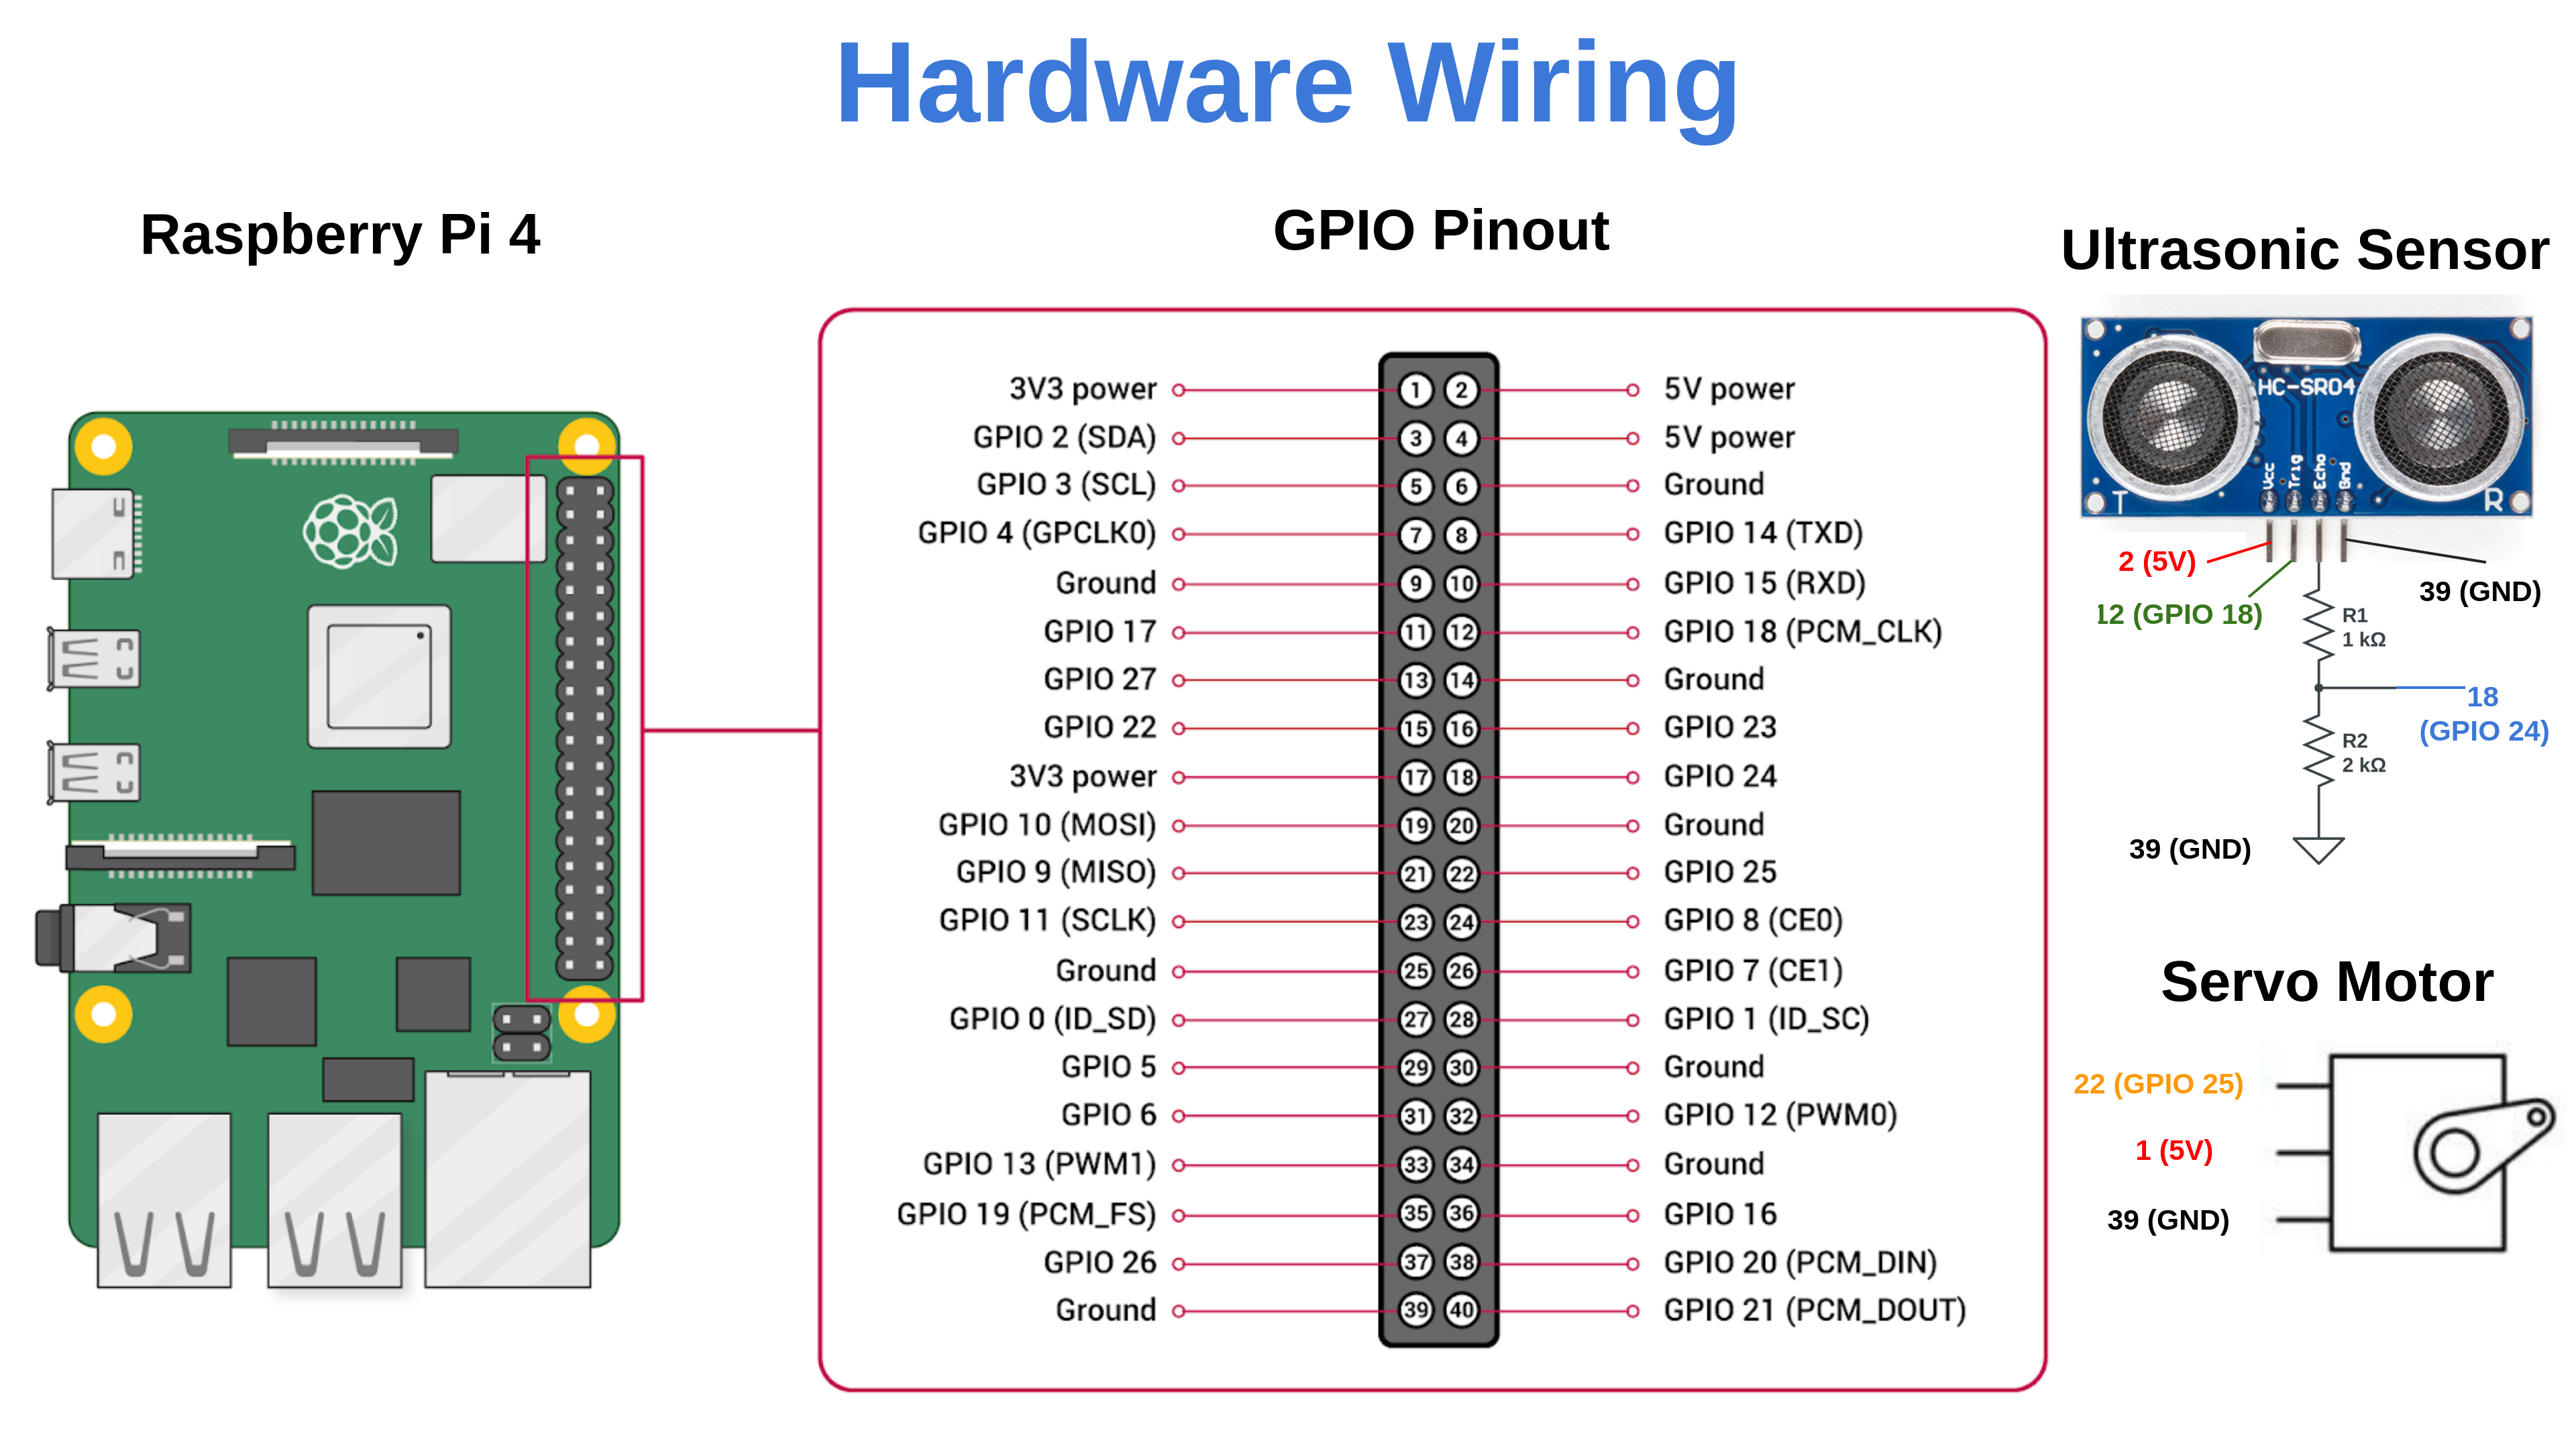 Hardware Wiring
Raspberry Pi 4
GPIO Pinout
Ultrasonic Sensor
3V3 power 1 2 5V power
GPIO 2 (SDA) 3 4 5V power
GPIO 3 (SCL) 5 6 Ground
GPIO 4 (GPCLK0) 7 8 GPIO 14 (TXD)
Ground 9 10 GPIO 15 (RXD)
GPIO 17 11 12 GPIO 18 (PCM_CLK)
GPIO 27 13 14 Ground
GPIO 22 15 16 GPIO 23
3V3 power 17 18 GPIO 24
GPIO 10 (MOSI) 19 20 Ground
GPIO 9 (MISO) 21 22 GPIO 25
GPIO 11 (SCLK) 23 24 GPIO 8 (CE0)
Ground 25 26 GPIO 7 (CE1)
GPIO 0 (ID_SD) 27 28 GPIO 1 (ID_SC)
GPIO 5 29 30 Ground
GPIO 6 31 32 GPIO 12 (PWM0)
GPIO 13 (PWM1) 33 34 Ground
GPIO 19 (PCM_FS) 35 36 GPIO 16
GPIO 26 37 38 GPIO 20 (PCM_DIN)
Ground 39 40 GPIO 21 (PCM_DOUT)
HC-SR04
Vcc
Trig
Echo
Gnd
T
R
2 (5V)
39 (GND)
12 (GPIO 18)
R1
1 kΩ
18
(GPIO 24)
R2
2 kΩ
39 (GND)
Servo Motor
22 (GPIO 25)
1 (5V)
39 (GND)